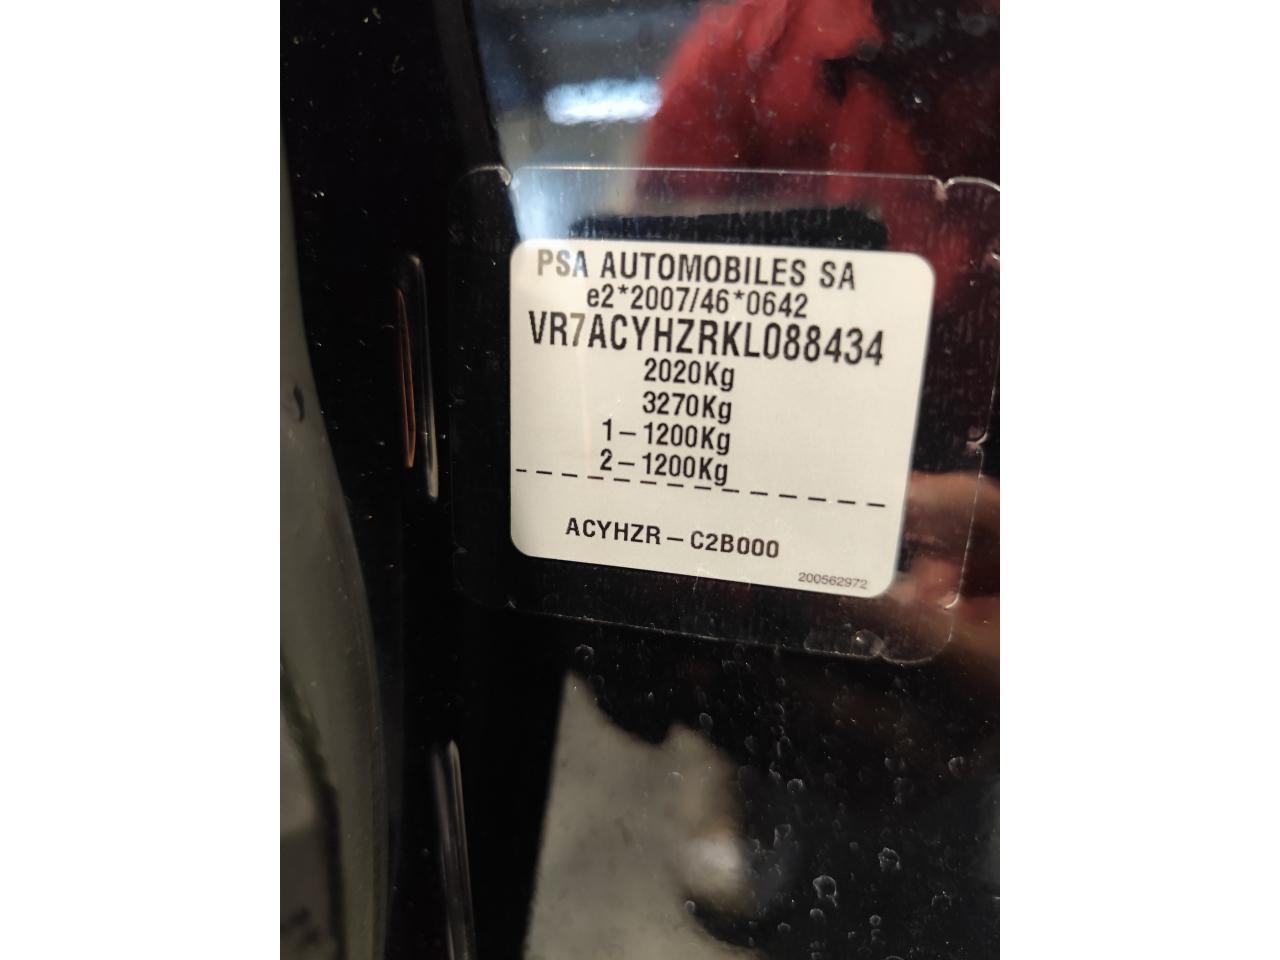 PSA AUTOMOBILES SA
e2*2007/46*0642
VR7ACYHZRKL088434
2020Kg
3270Kg
1-1200Kg
2-1200Kg
ACYHZR-C2B000
200562972